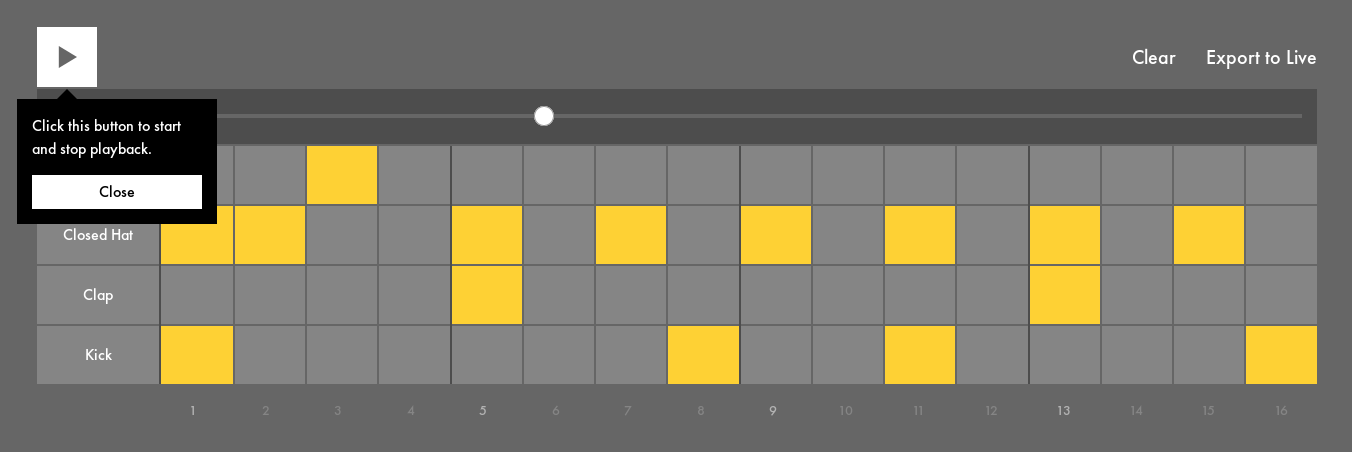 Clear Export to Live
Click this button to start
and stop playback.
Close
Closed Hat
Clap
Kick
1 2 3 4 5 6 7 8 9 10 11 12 13 14 15 16